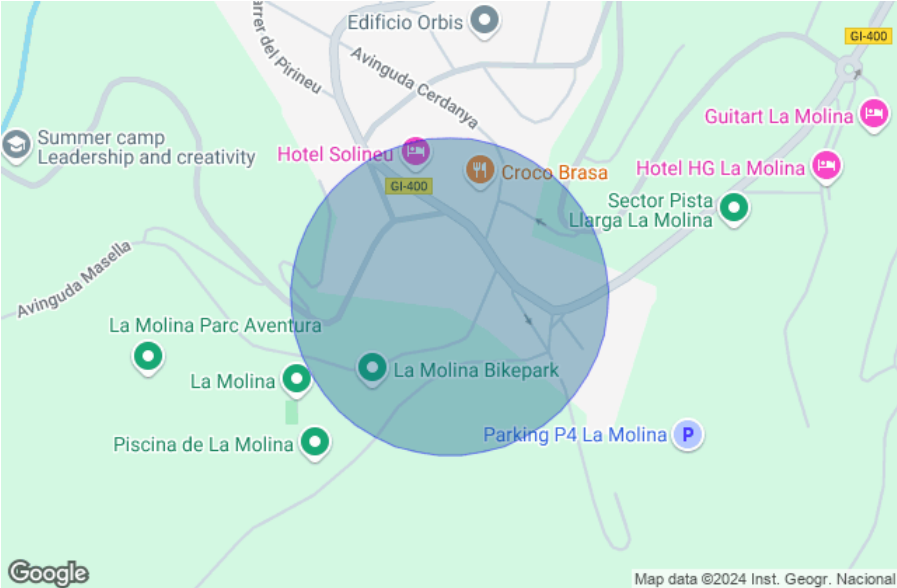 Edificio Orbis
GI-400
arrer del Pirineu
Avinguda Cerdanya
Guitart La Molina
Summer camp
Leadership and creativity
Hotel Solineu
Croco Brasa
Hotel HG La Molina
GI-400
Sector Pista
Llarga La Molina
Avinguda Masella
La Molina Parc Aventura
La Molina
La Molina Bikepark
Piscina de La Molina
Parking P4 La Molina
P
Google
Map data ©2024 Inst. Geogr. Nacional